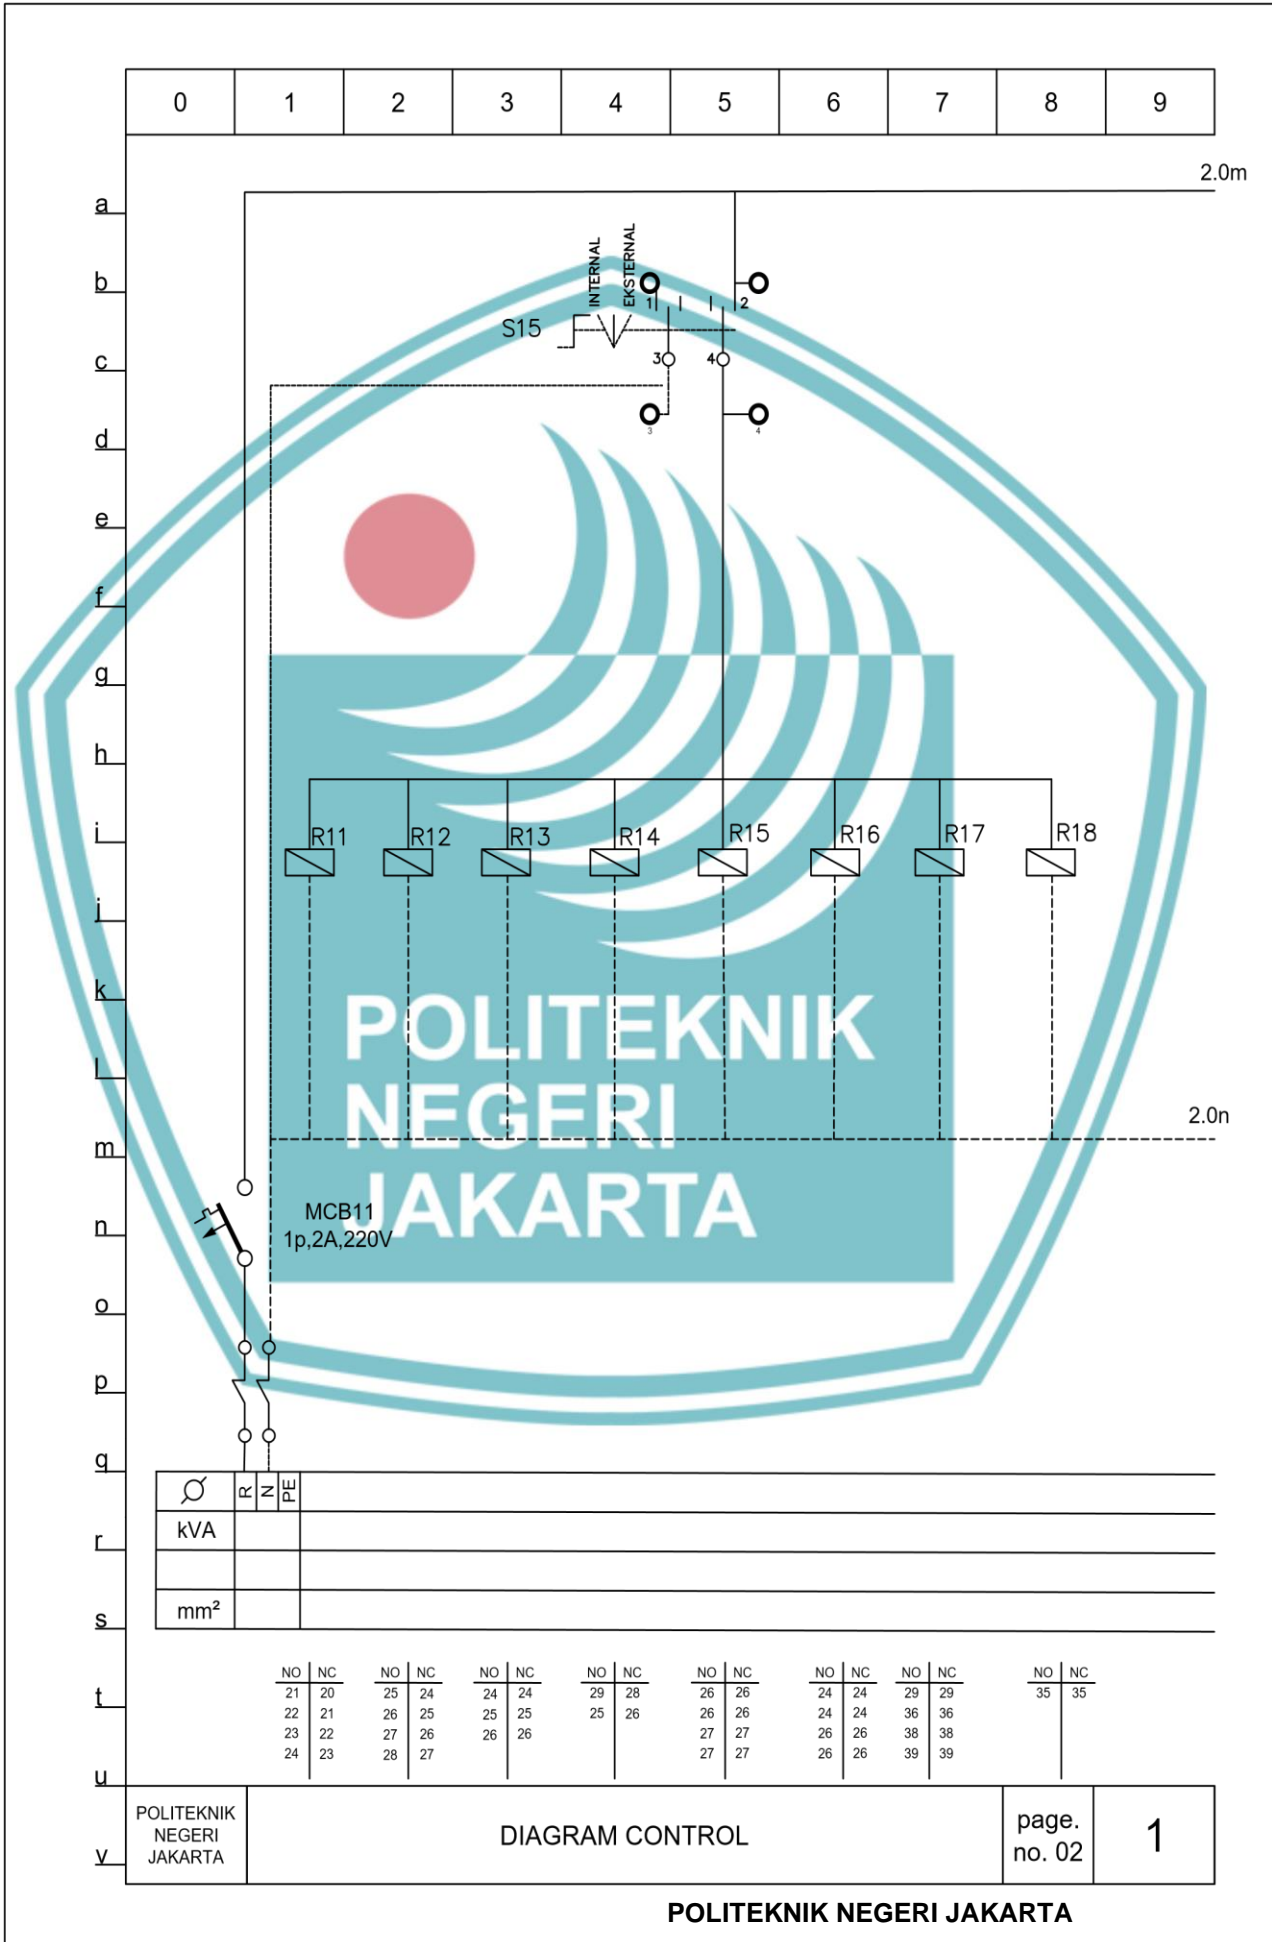 0 1 2 3 4 5 6 7 8 9
2.0m
a
b
c
d
e
f
g
h
i
j
k
l
m
n
o
p
q
r
s
t
u
v
INTERNAL
EKSTERNAL
1 2
S15
3 4
3 4
R11 R12 R13 R14 R15 R16 R17 R18
POLITEKNIK
NEGERI
JAKARTA
2.0n
MCB11
1p,2A,220V
R N PE
kVA
mm²
NO NC NO NC NO NC NO NC NO NC NO NC NO NC NO NC
21 20 25 24 24 24 29 28 26 26 24 24 29 29 35 35
22 21 26 25 25 25 25 26 26 26 24 24 36 36
23 22 27 26 26 26 27 27 26 26 38 38
24 23 28 27 27 27 26 26 39 39
POLITEKNIK
NEGERI
JAKARTA
DIAGRAM CONTROL
page.
no. 02
1
POLITEKNIK NEGERI JAKARTA